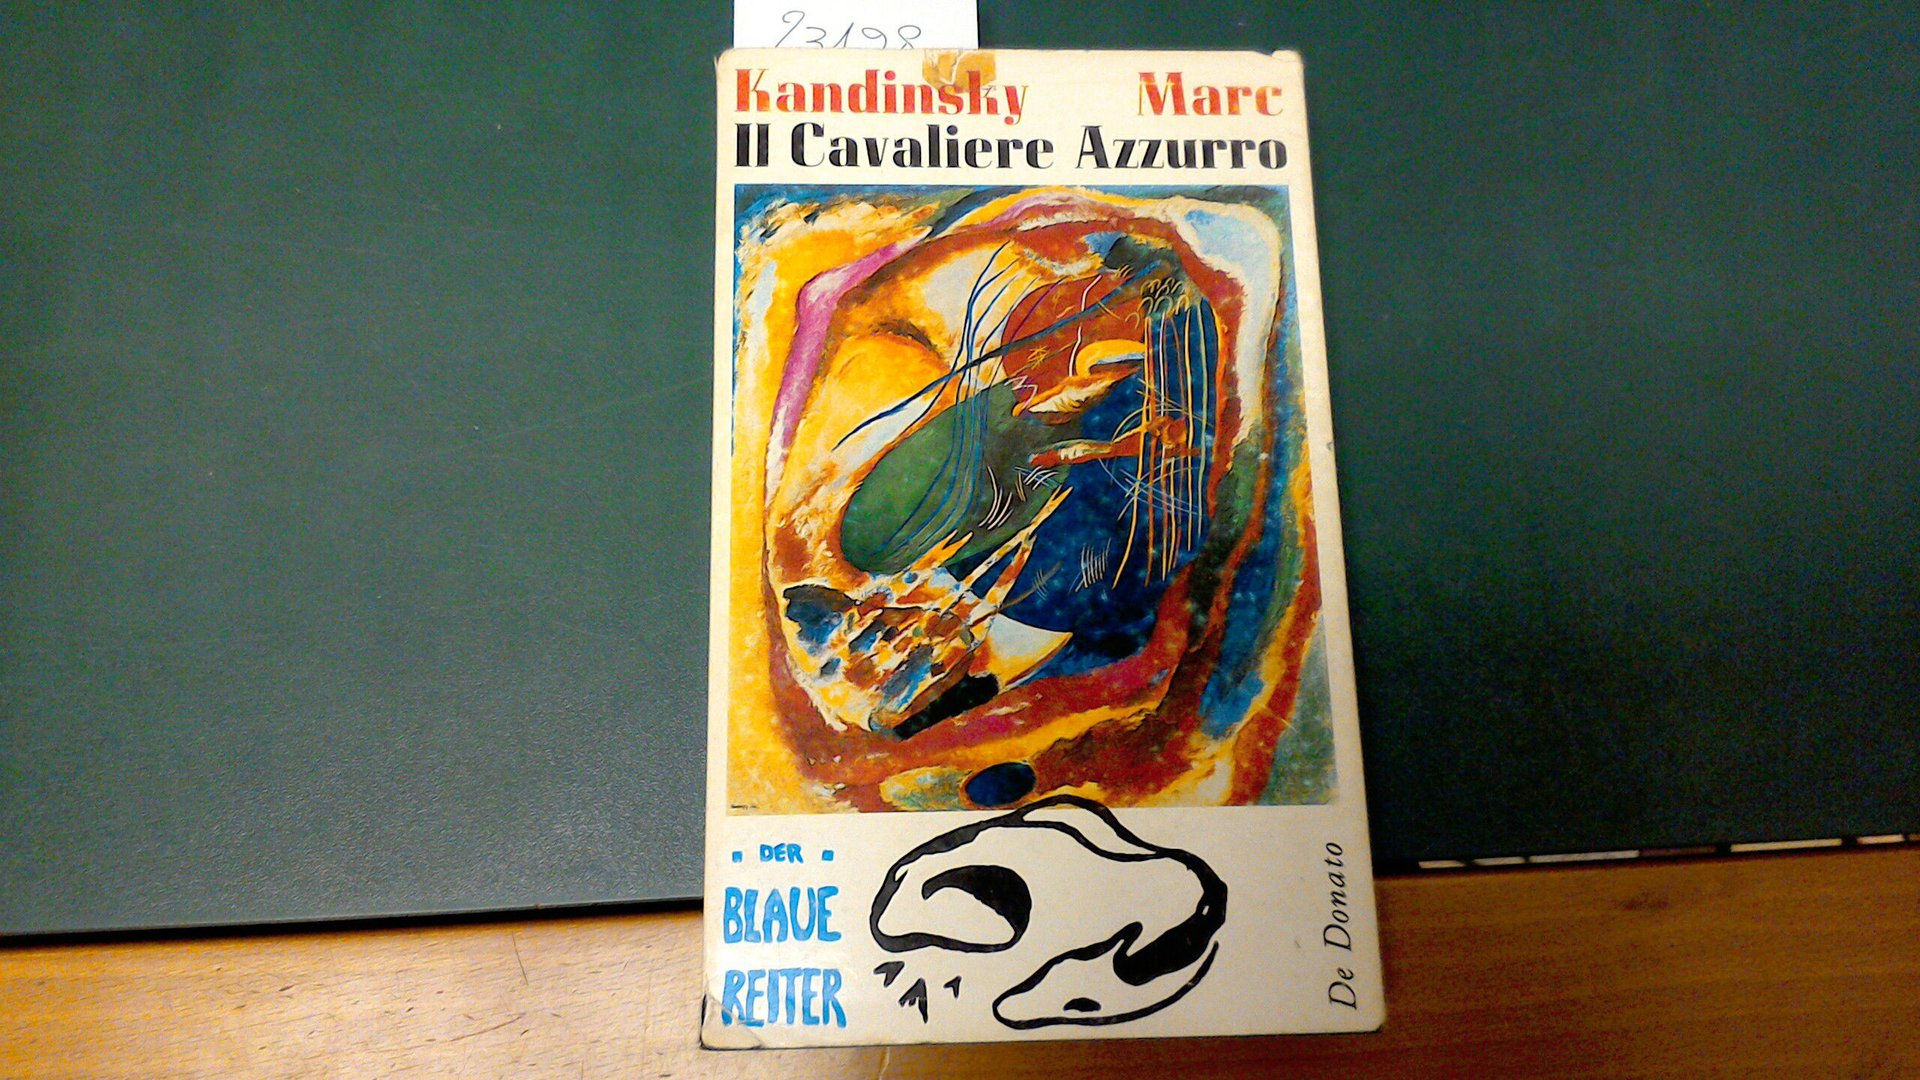 23198
Kandinsky Marc
Il Cavaliere Azzurro
DER
BLAUE
REITER
De Donato